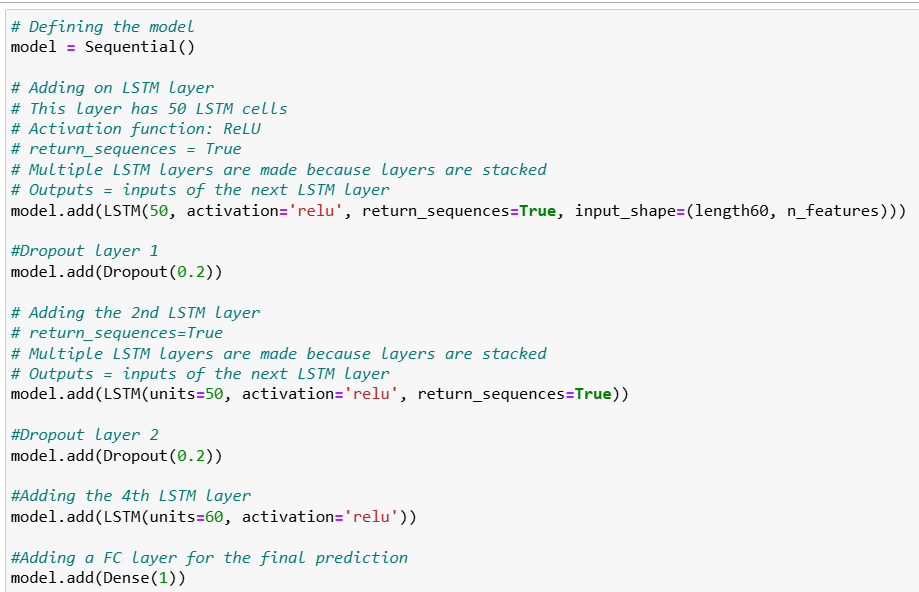 # Defining the model
model = Sequential()
# Adding on LSTM layer
# This layer has 50 LSTM cells
# Activation function: ReLU
# return_sequences = True
# Multiple LSTM layers are made because layers are stacked
# Outputs = inputs of the next LSTM layer
model.add(LSTM(50, activation='relu', return_sequences=True, input_shape=(length60, n_features)))
#Dropout layer 1
model.add(Dropout(0.2))
# Adding the 2nd LSTM layer
# return_sequences=True
# Multiple LSTM layers are made because layers are stacked
# Outputs = inputs of the next LSTM layer
model.add(LSTM(units=50, activation='relu', return_sequences=True))
#Dropout layer 2
model.add(Dropout(0.2))
#Adding the 4th LSTM layer
model.add(LSTM(units=60, activation='relu'))
#Adding a FC layer for the final prediction
model.add(Dense(1))